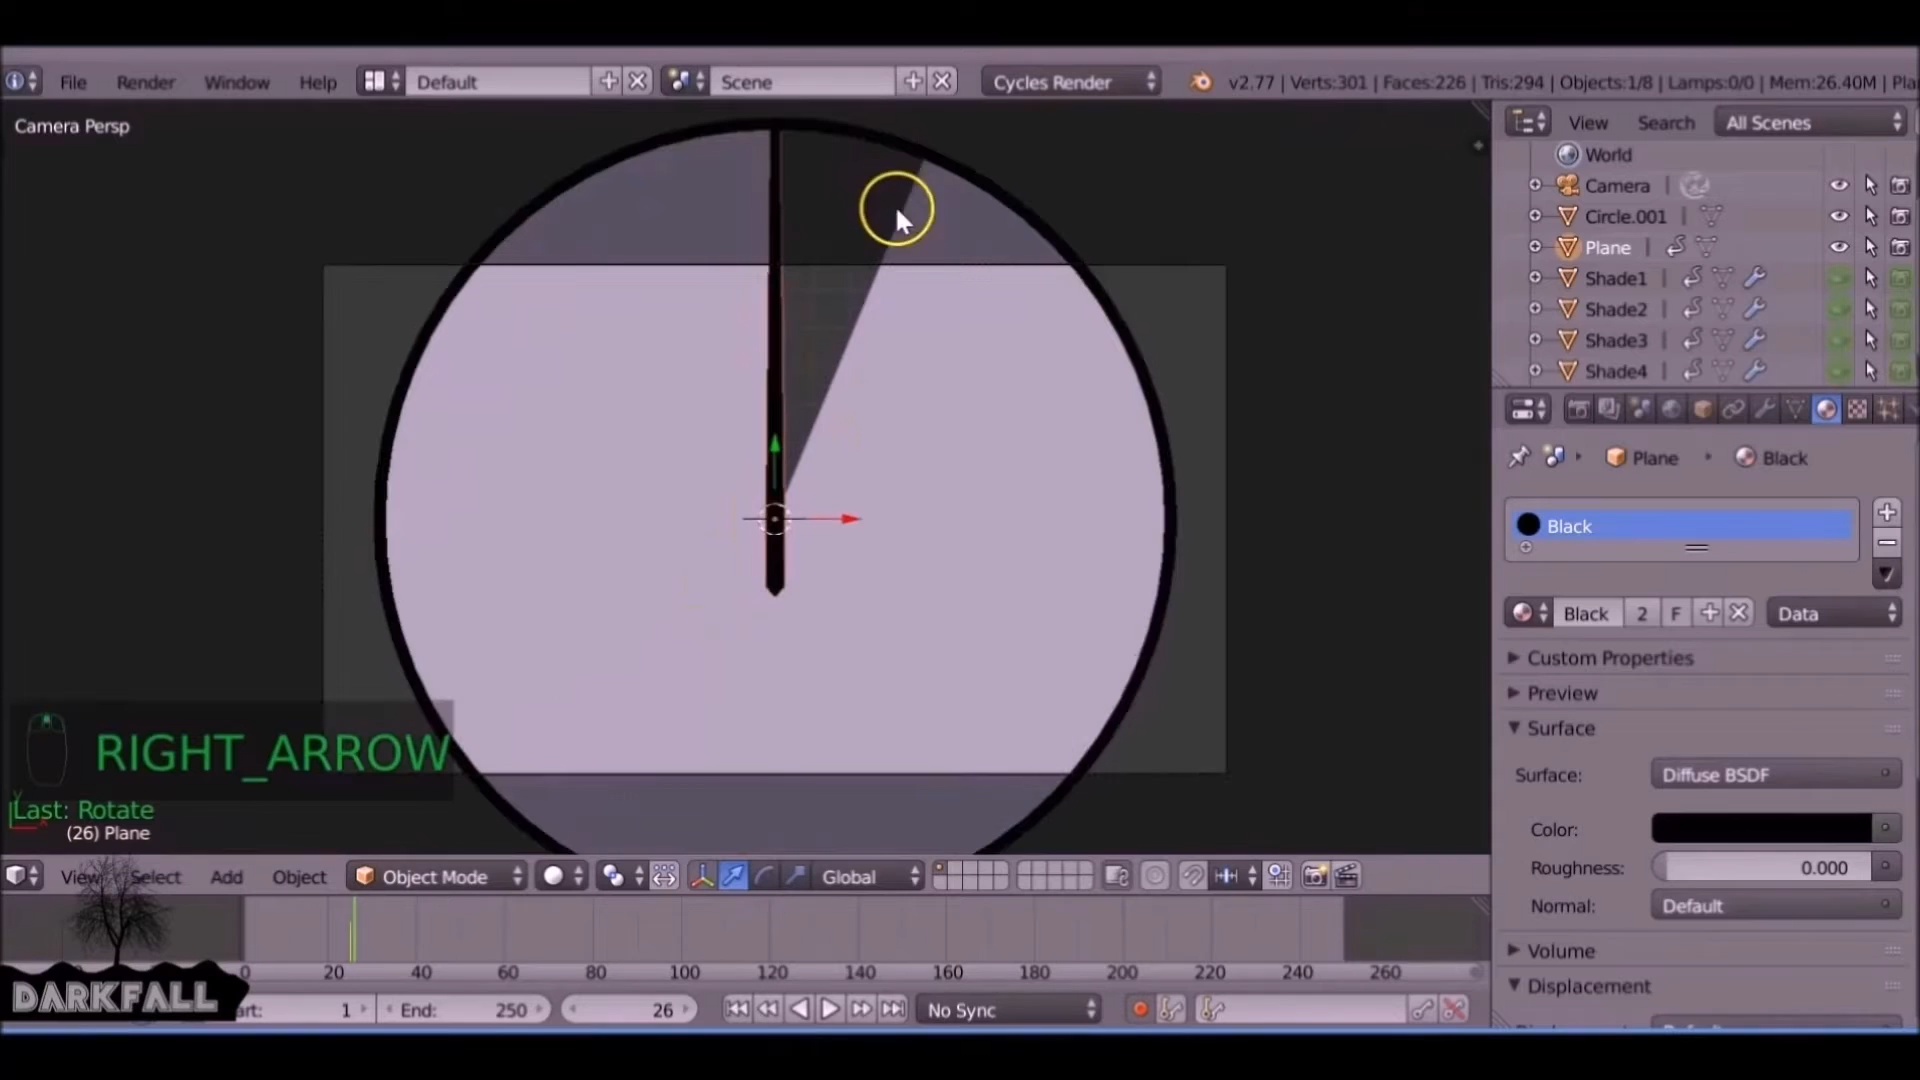 File Render Window Help Default Scene Cycles Render v2.77 | Verts:301 | Faces:226 | Tris:294 | Objects:1/8 | Lamps:0/0 | Mem:26.40M | Pla
Camera Persp
View Search All Scenes
World
Camera
Circle.001
Plane
Shade1
Shade2
Shade3
Shade4
Plane Black
Black
Black 2 F Data
Custom Properties
Preview
Surface
Surface: Diffuse BSDF
Color:
Roughness: 0.000
Normal: Default
Volume
Displacement
RIGHT_ARROW
Last: Rotate
(26) Plane
View Select Add Object Object Mode Global
0 20 40 60 80 100 120 140 160 180 200 220 240 260
DARKFALL
art: 1 End: 250 26 No Sync